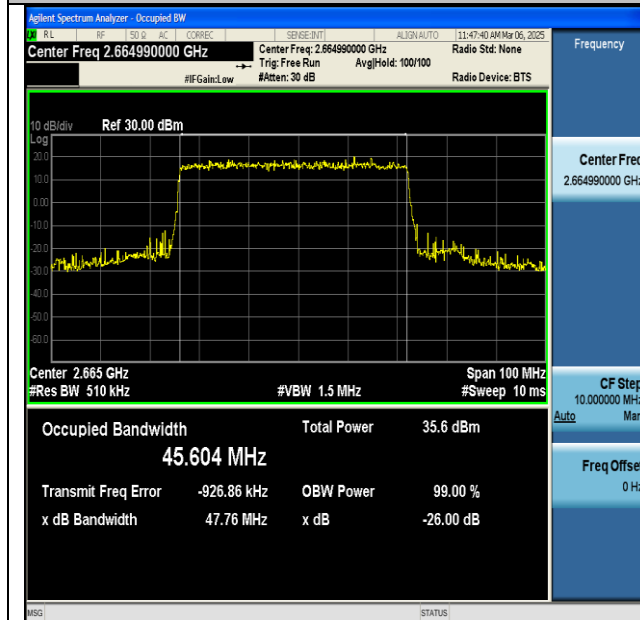 Agilent Spectrum Analyzer - Occupied BW
RL RF 50 Ω AC CORREC SENSE:INT ALIGN AUTO 11:47:40 AM Mar 06, 2025
Center Freq 2.664990000 GHz Center Freq: 2.664990000 GHz Radio Std: None
Trig: Free Run Avg|Hold: 100/100
#IFGain:Low #Atten: 30 dB Radio Device: BTS
10 dB/div Ref 30.00 dBm
Log
20.0
10.0
0.00
-10.0
-20.0
-30.0
-40.0
-50.0
-60.0
Center 2.665 GHz Span 100 MHz
#Res BW 510 kHz #VBW 1.5 MHz #Sweep 10 ms
Occupied Bandwidth Total Power 35.6 dBm
45.604 MHz
Transmit Freq Error -926.86 kHz OBW Power 99.00 %
x dB Bandwidth 47.76 MHz x dB -26.00 dB
MSG STATUS
Frequency
Center Freq
2.664990000 GHz
CF Step
10.000000 MHz
Auto Man
Freq Offset
0 Hz